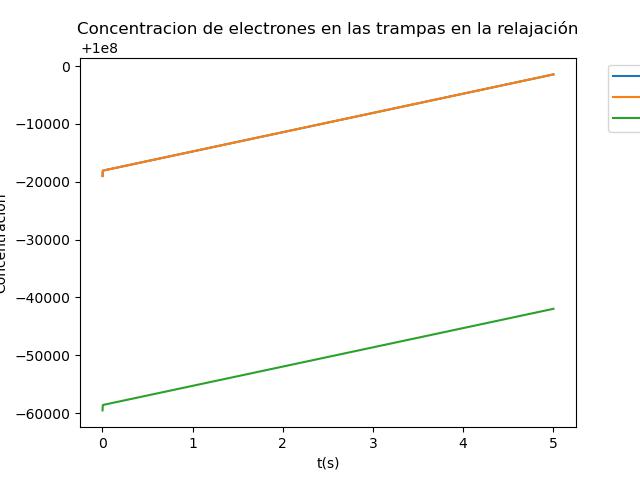 Concentracion de electrones en las trampas en la relajación
+1e8
0
−10000
−20000
−30000
−40000
−50000
−60000
Concentracion
0 1 2 3 4 5
t(s)